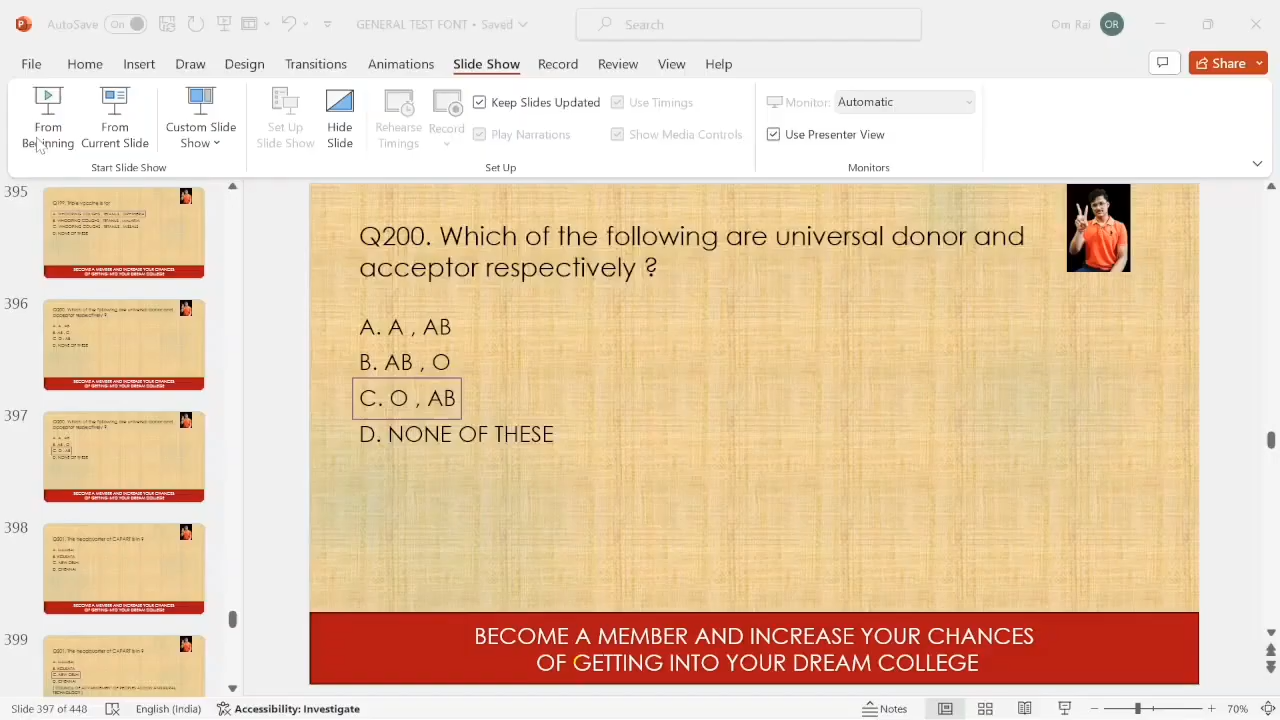 AutoSave On GENERAL TEST FONT • Saved Search Om Rai OR
File Home Insert Draw Design Transitions Animations Slide Show Record Review View Help Share
From Beginning
From Current Slide
Custom Slide Show
Set Up Slide Show
Hide Slide
Rehearse Timings
Record
Keep Slides Updated
Play Narrations
Use Timings
Show Media Controls
Monitor: Automatic
Use Presenter View
Start Slide Show
Set Up
Monitors
395
396
397
398
399
Q200. Which of the following are universal donor and
acceptor respectively ?
A. A , AB
B. AB , O
C. O , AB
D. NONE OF THESE
BECOME A MEMBER AND INCREASE YOUR CHANCES
OF GETTING INTO YOUR DREAM COLLEGE
Slide 397 of 448 English (India) Accessibility: Investigate Notes 70%